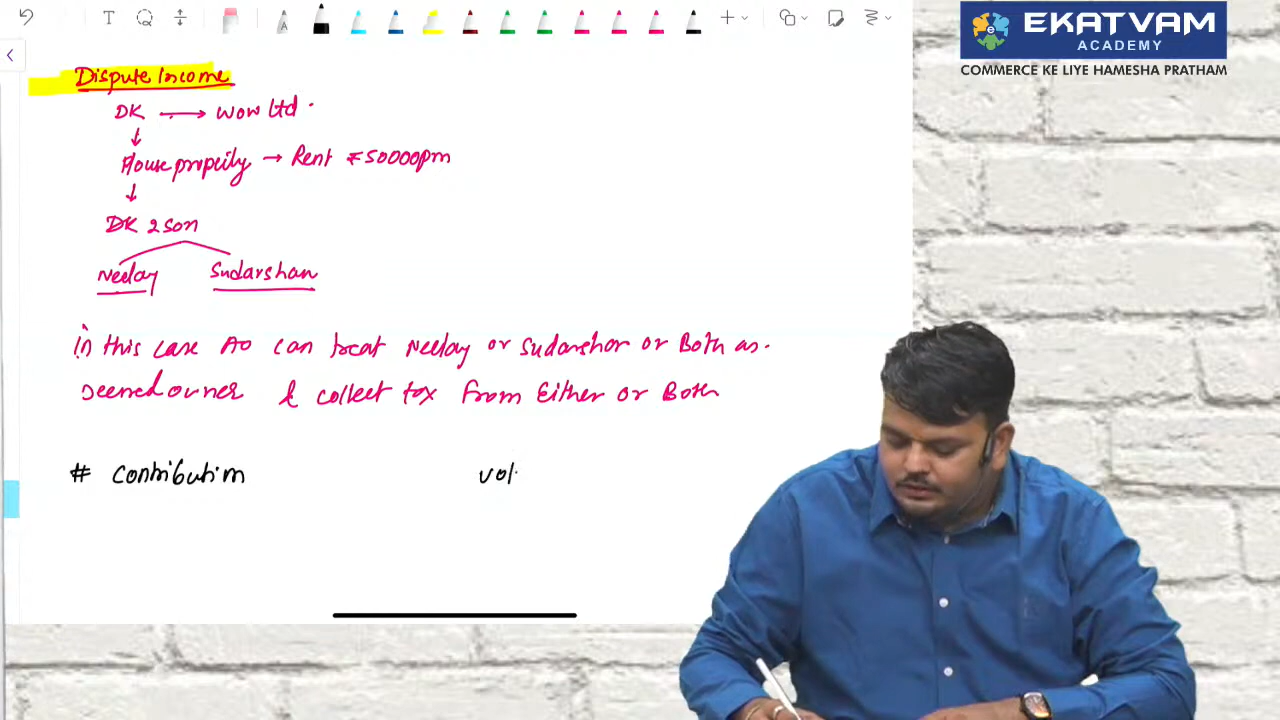 EKATVAM
ACADEMY
COMMERCE KE LIYE HAMESHA PRATHAM
Dispute Income
DK → wow Ltd.
↓
House property → Rent ₹50000pm
↓
DK 2 son
Neelay Sudarshan
in this case AO can treat Neelay or Sudarshan or Both as.
Deemed owner & collect tax From Either or Both
# contribution vol.